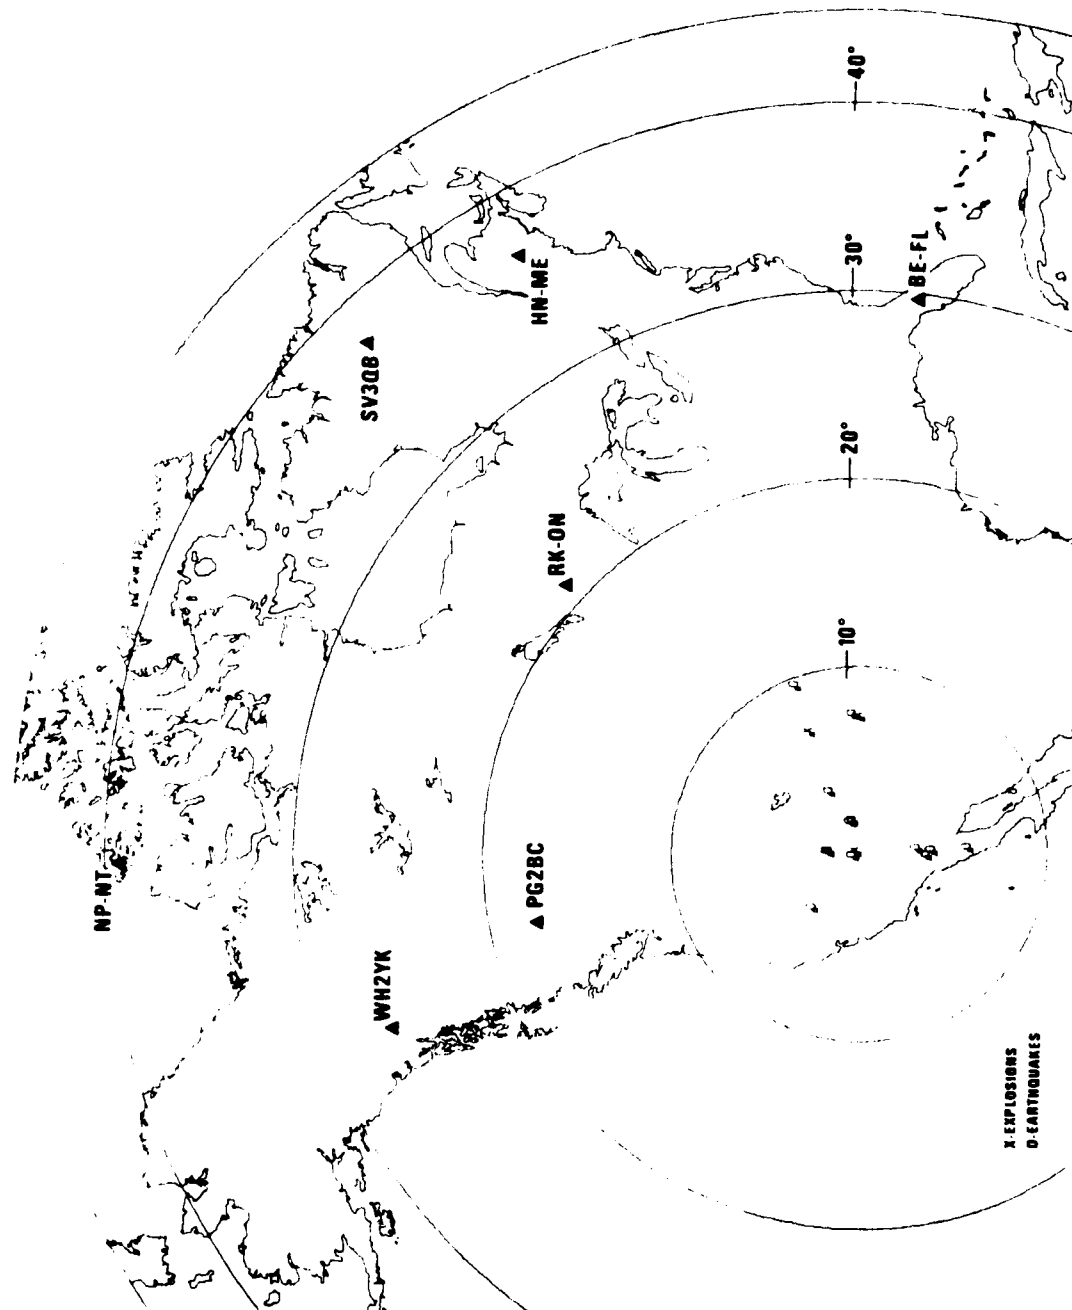 NP-NT
SV3QB
HN-ME
WH2YK
PG2BC
RK-ON
BE-FL
10°
20°
30°
40°
X-EXPLOSIONS
O-EARTHQUAKES